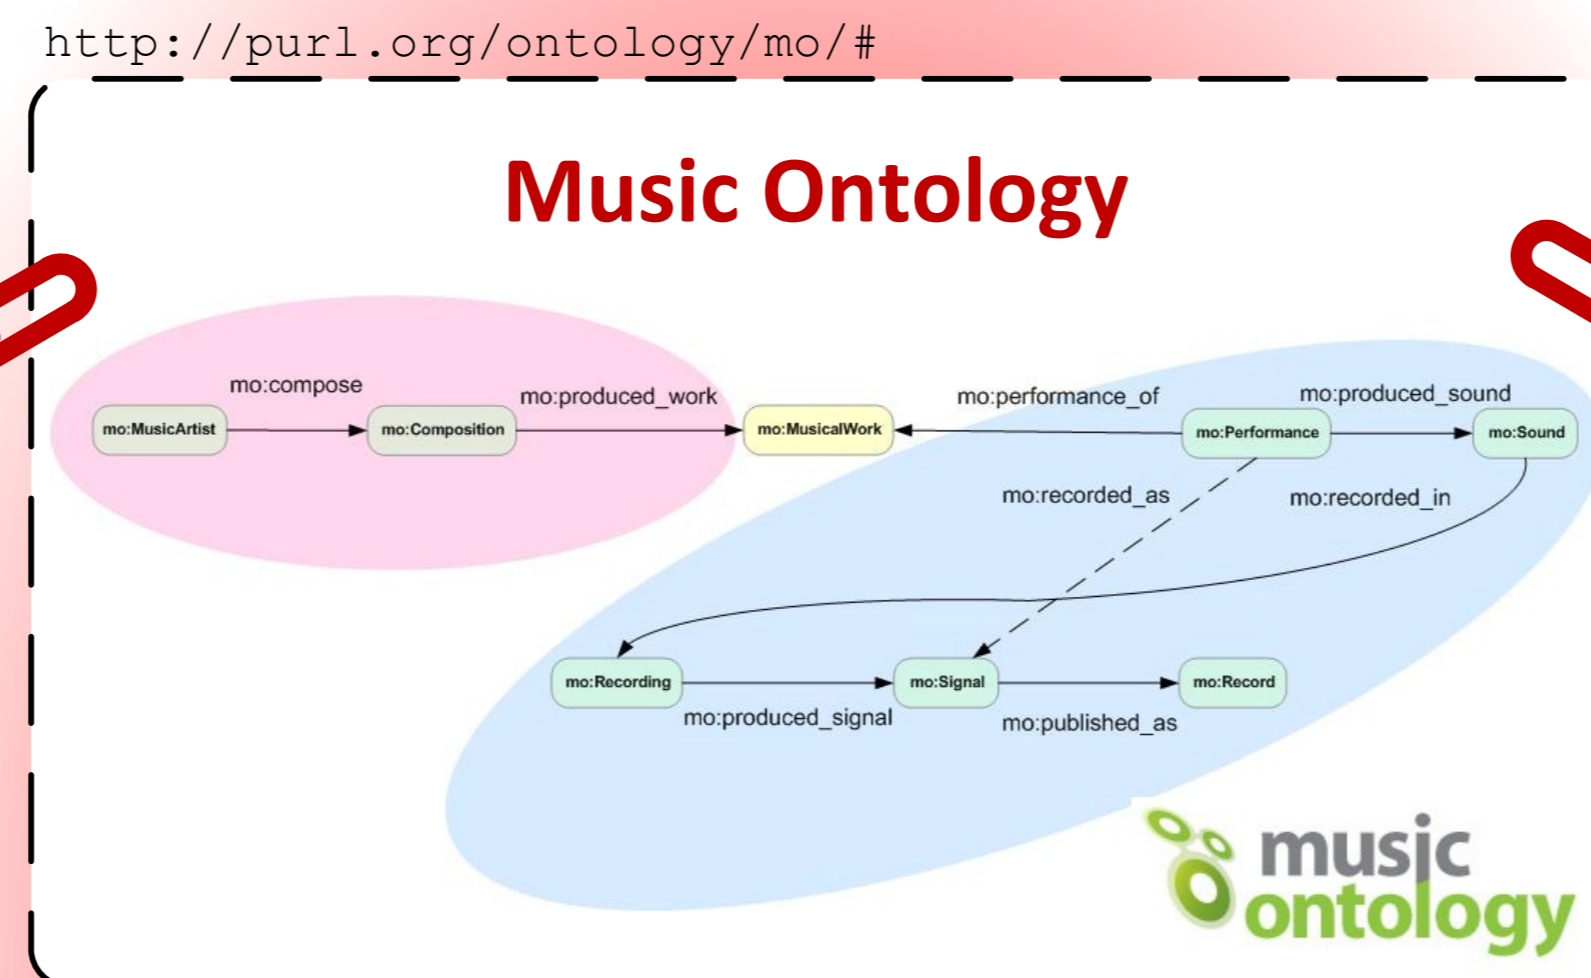 http://purl.org/ontology/mo/#
Music Ontology
mo:compose
mo:produced_work
mo:performance_of
mo:produced_sound
mo:MusicArtist
mo:Composition
mo:MusicalWork
mo:Performance
mo:Sound
mo:recorded_as
mo:recorded_in
mo:Recording
mo:Signal
mo:Record
mo:produced_signal
mo:published_as
music
ontology